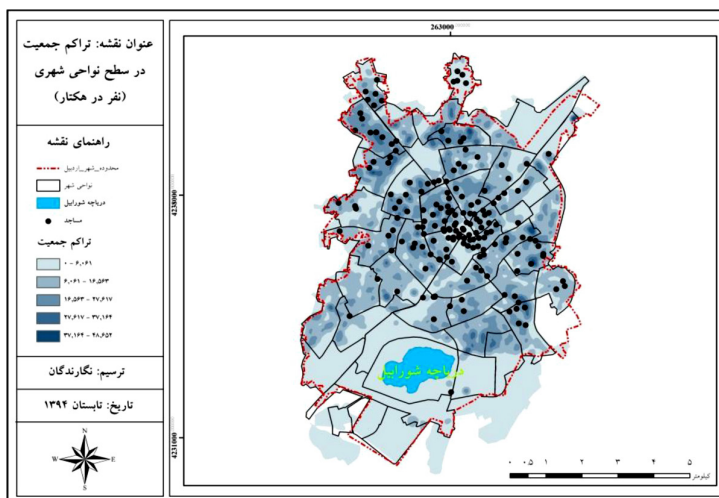 عنوان نقشه: تراکم جمعیت
در سطح نواحی شهری
(نفر در هکتار)
راهنمای نقشه
محدوده_شهر_اردبیل
نواحی شهر
دریاچه شورابیل
مساجد
تراکم جمعیت
۰ - ۶,۰۶۱
۶,۰۶۱ - ۱۶,۵۶۳
۱۶,۵۶۳ - ۲۷,۶۱۷
۲۷,۶۱۷ - ۳۷,۱۶۴
۳۷,۱۶۴ - ۴۸,۶۵۲
ترسیم: نگارندگان
تاریخ: تابستان ۱۳۹۴
N
W
E
S
263000
4238000
4231000
دریاچه شورابیل
۰ ۰.۵ ۱ ۲ ۳ ۴ ۵
کیلومتر